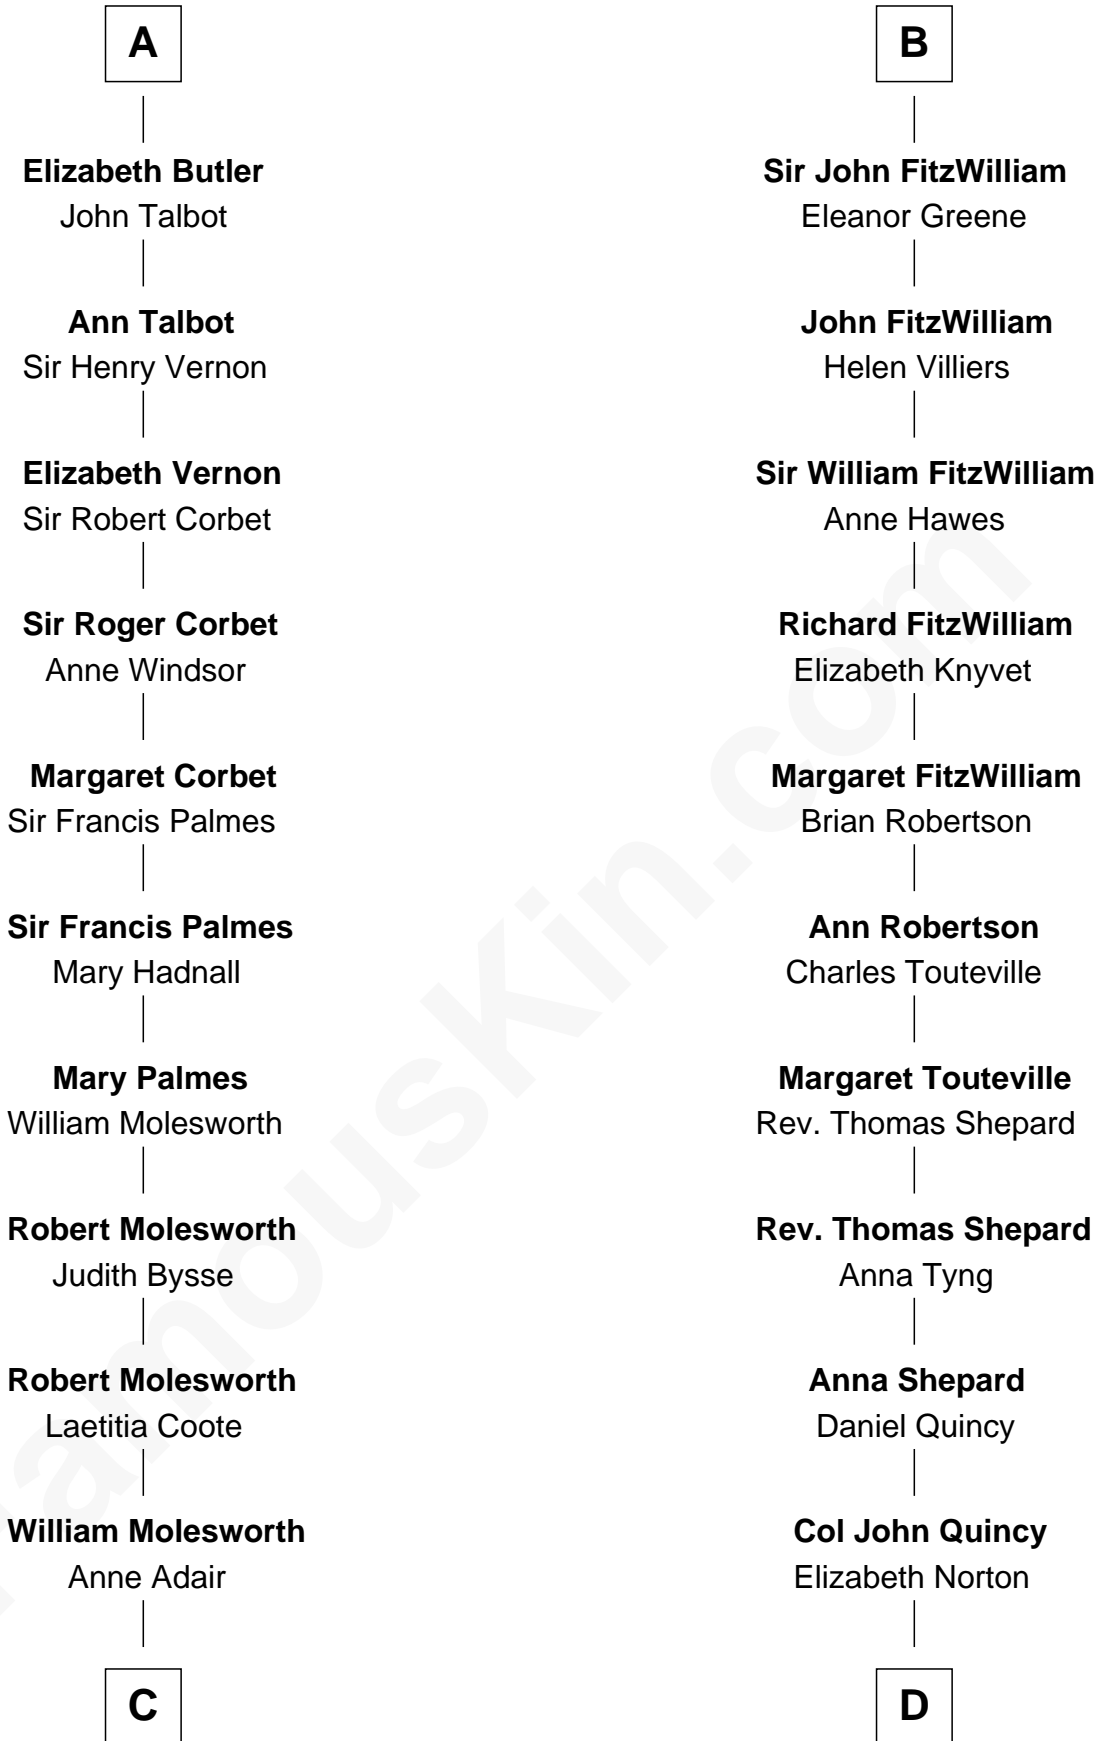 A
Elizabeth Butler
John Talbot
Ann Talbot
Sir Henry Vernon
Elizabeth Vernon
Sir Robert Corbet
Sir Roger Corbet
Anne Windsor
Margaret Corbet
Sir Francis Palmes
Sir Francis Palmes
Mary Hadnall
Mary Palmes
William Molesworth
Robert Molesworth
Judith Bysse
Robert Molesworth
Laetitia Coote
William Molesworth
Anne Adair
C
B
Sir John FitzWilliam
Eleanor Greene
John FitzWilliam
Helen Villiers
Sir William FitzWilliam
Anne Hawes
Richard FitzWilliam
Elizabeth Knyvet
Margaret FitzWilliam
Brian Robertson
Ann Robertson
Charles Touteville
Margaret Touteville
Rev. Thomas Shepard
Rev. Thomas Shepard
Anna Tyng
Anna Shepard
Daniel Quincy
Col John Quincy
Elizabeth Norton
D
FamousKin.com